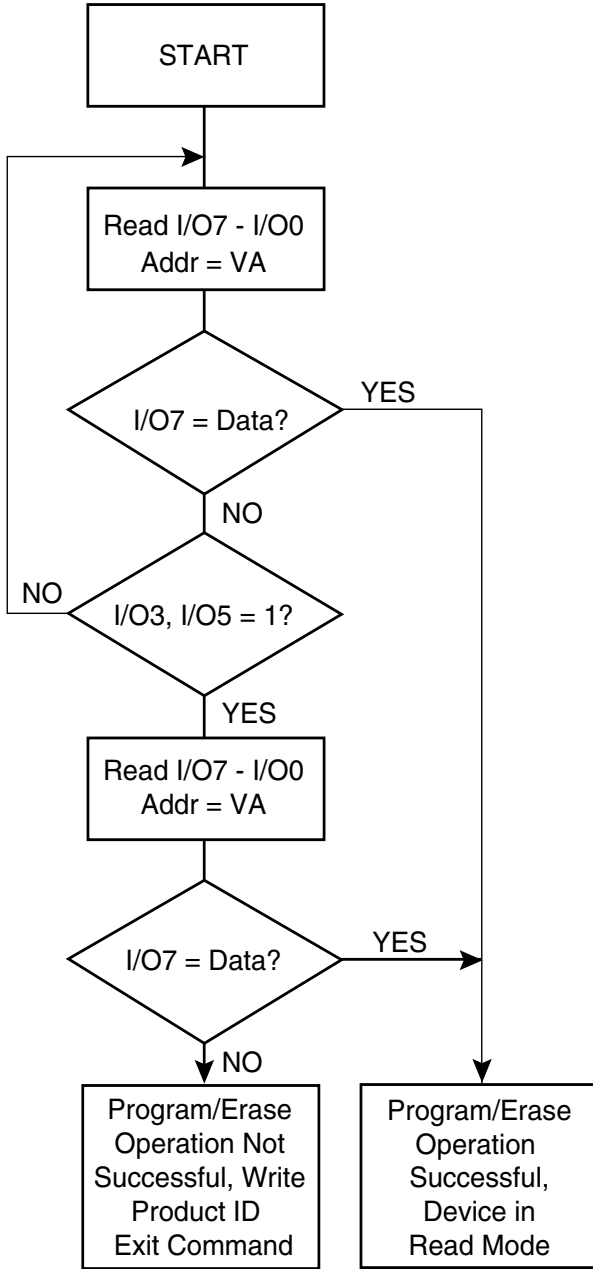 START
Read I/O7 - I/O0
Addr = VA
I/O7 = Data?
YES
NO
I/O3, I/O5 = 1?
NO
YES
Read I/O7 - I/O0
Addr = VA
I/O7 = Data?
YES
NO
Program/Erase
Operation Not
Successful, Write
Product ID
Exit Command
Program/Erase
Operation
Successful,
Device in
Read Mode